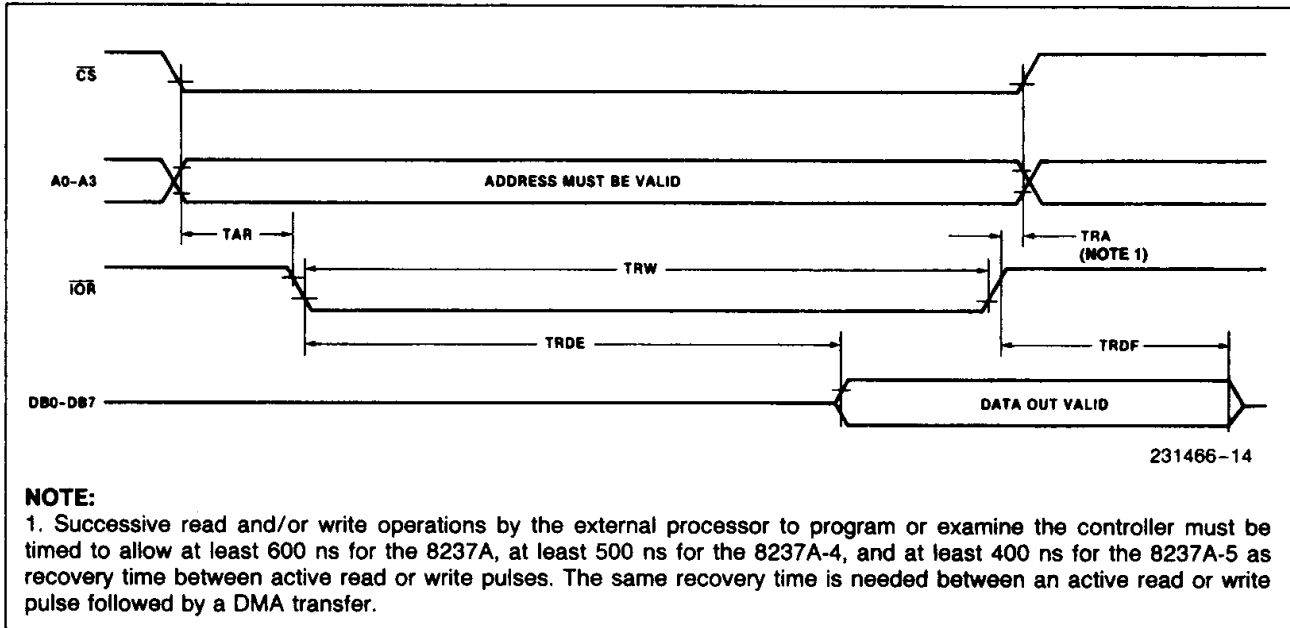 CS
A0-A3
ADDRESS MUST BE VALID
TAR
TRA
(NOTE 1)
IOR
TRW
TRDE
TRDF
DB0-DB7
DATA OUT VALID
231466-14
NOTE:
1. Successive read and/or write operations by the external processor to program or examine the controller must be
timed to allow at least 600 ns for the 8237A, at least 500 ns for the 8237A-4, and at least 400 ns for the 8237A-5 as
recovery time between active read or write pulses. The same recovery time is needed between an active read or write
pulse followed by a DMA transfer.